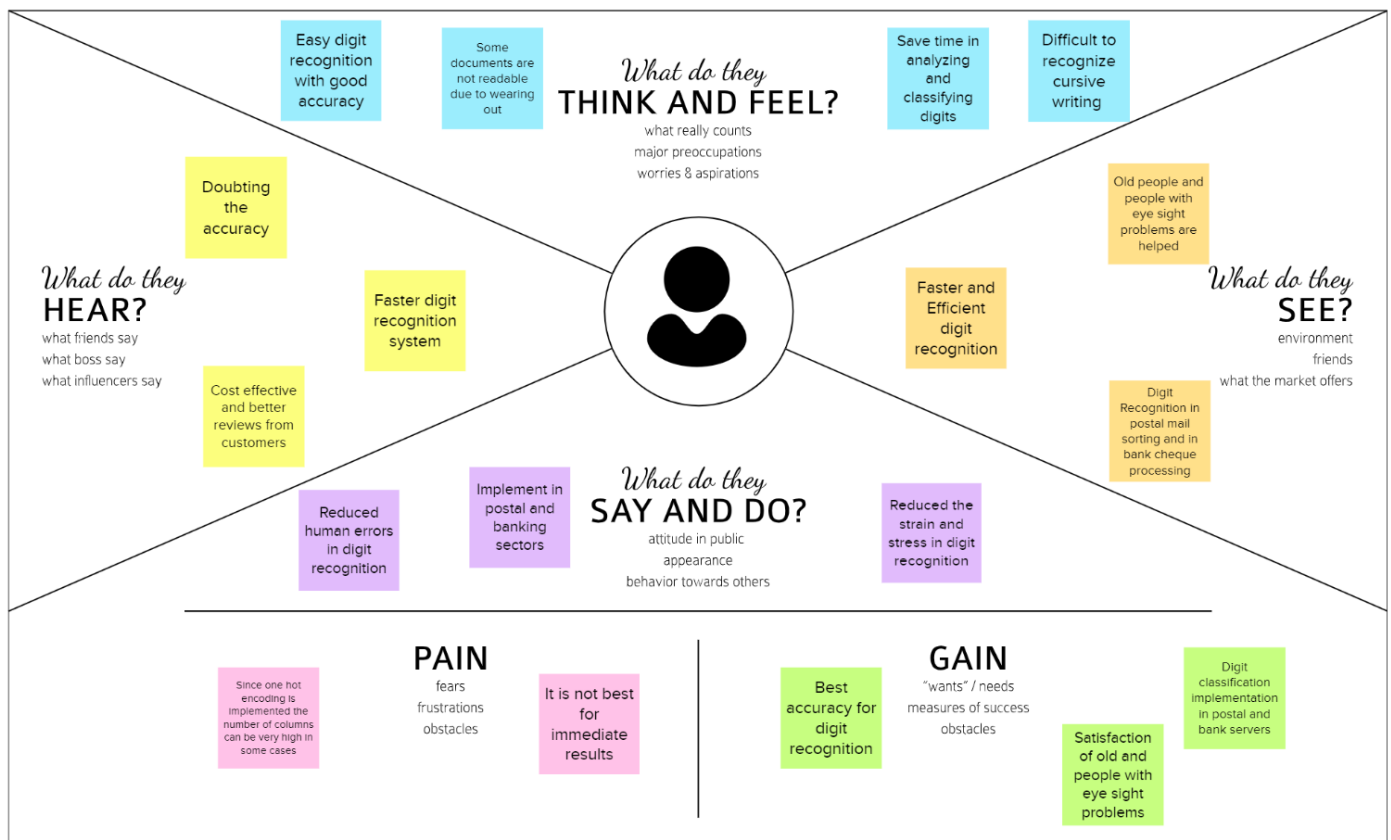 Easy digit
recognition
with good
accuracy
Some
documents are
not readable
due to wearing
out
What do they
THINK AND FEEL?
what really counts
major preoccupations
worries & aspirations
Save time in
analyzing
and
classifying
digits
Difficult to
recognize
cursive
writing
Doubting
the
accuracy
What do they
HEAR?
what friends say
what boss say
what influencers say
Faster digit
recognition
system
Cost effective
and better
reviews from
customers
Old people and
people with
eye sight
problems are
helped
Faster and
Efficient
digit
recognition
What do they
SEE?
environment
friends
what the market offers
Digit
Recognition in
postal mail
sorting and in
bank cheque
processing
Reduced
human errors
in digit
recognition
Implement in
postal and
banking
sectors
What do they
SAY AND DO?
attitude in public
appearance
behavior towards others
Reduced the
strain and
stress in digit
recognition
Since one hot
encoding is
implemented the
number of columns
can be very high in
some cases
PAIN
fears
frustrations
obstacles
It is not best
for
immediate
results
Best
accuracy for
digit
recognition
GAIN
"wants" / needs
measures of success
obstacles
Satisfaction
of old and
people with
eye sight
problems
Digit
classification
implementation
in postal and
bank servers